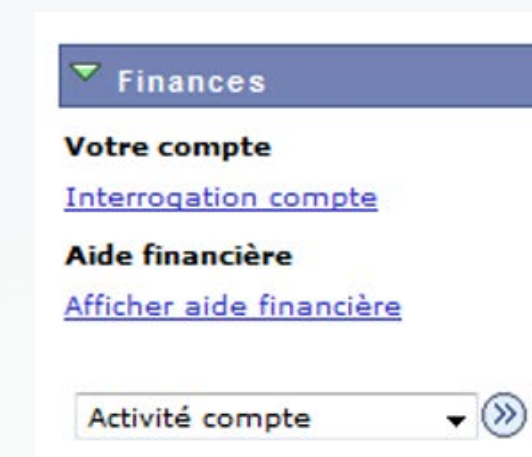 Finances
Votre compte
Interrogation compte
Aide financière
Afficher aide financière
Activité compte